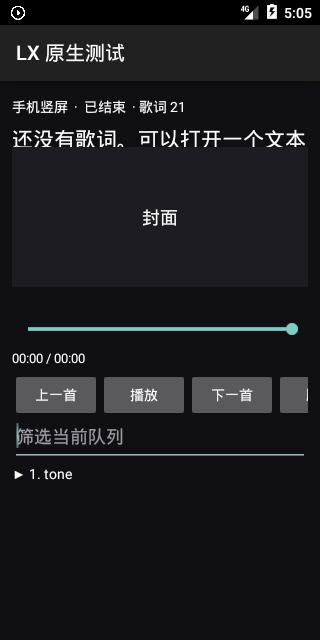 5:05
LX 原生测试
手机竖屏 · 已结束 · 歌词 21
还没有歌词。可以打开一个文本
封面
00:00 / 00:00
上一首 播放 下一首
筛选当前队列
► 1. tone